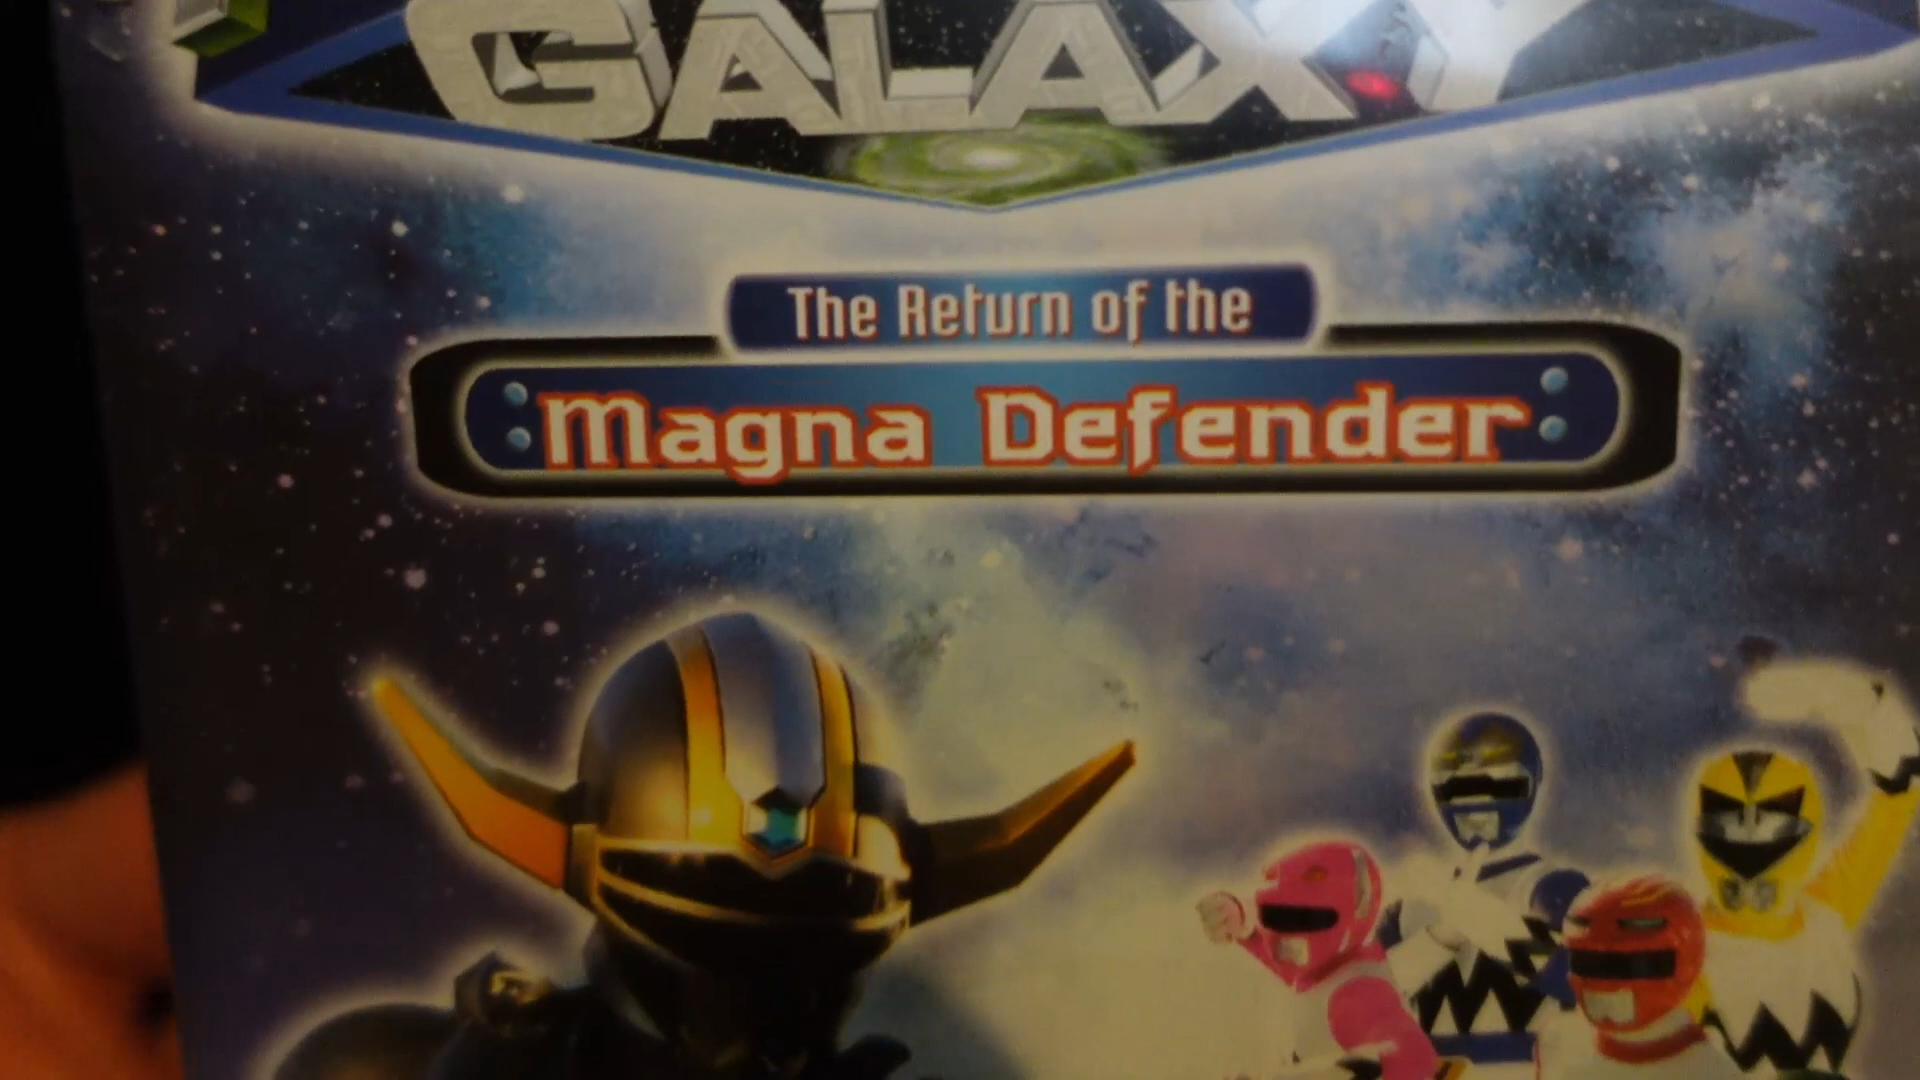 GALAXY
The Return of the
Magna Defender